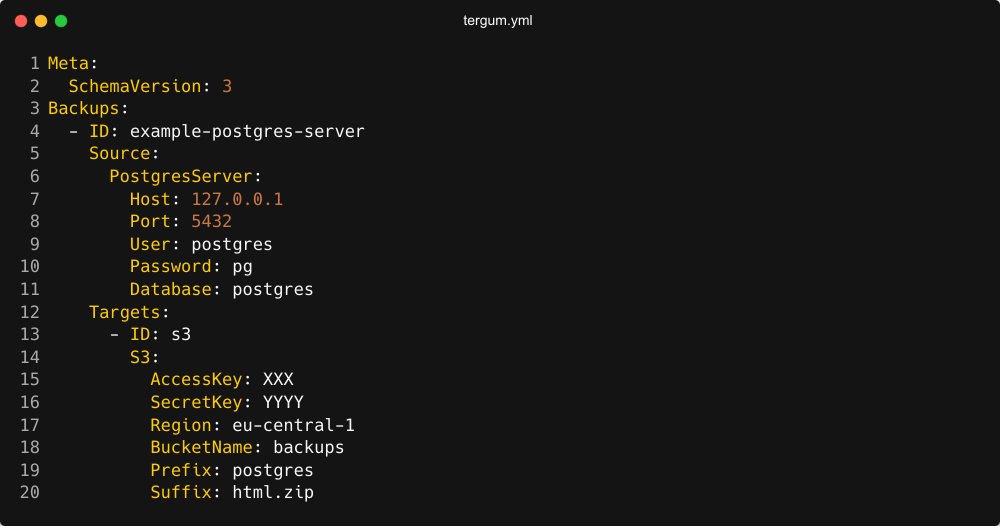 tergum.yml
1 Meta:
2   SchemaVersion: 3
3 Backups:
4   - ID: example-postgres-server
5     Source:
6       PostgresServer:
7         Host: 127.0.0.1
8         Port: 5432
9         User: postgres
10         Password: pg
11         Database: postgres
12     Targets:
13       - ID: s3
14         S3:
15           AccessKey: XXX
16           SecretKey: YYYY
17           Region: eu-central-1
18           BucketName: backups
19           Prefix: postgres
20           Suffix: html.zip